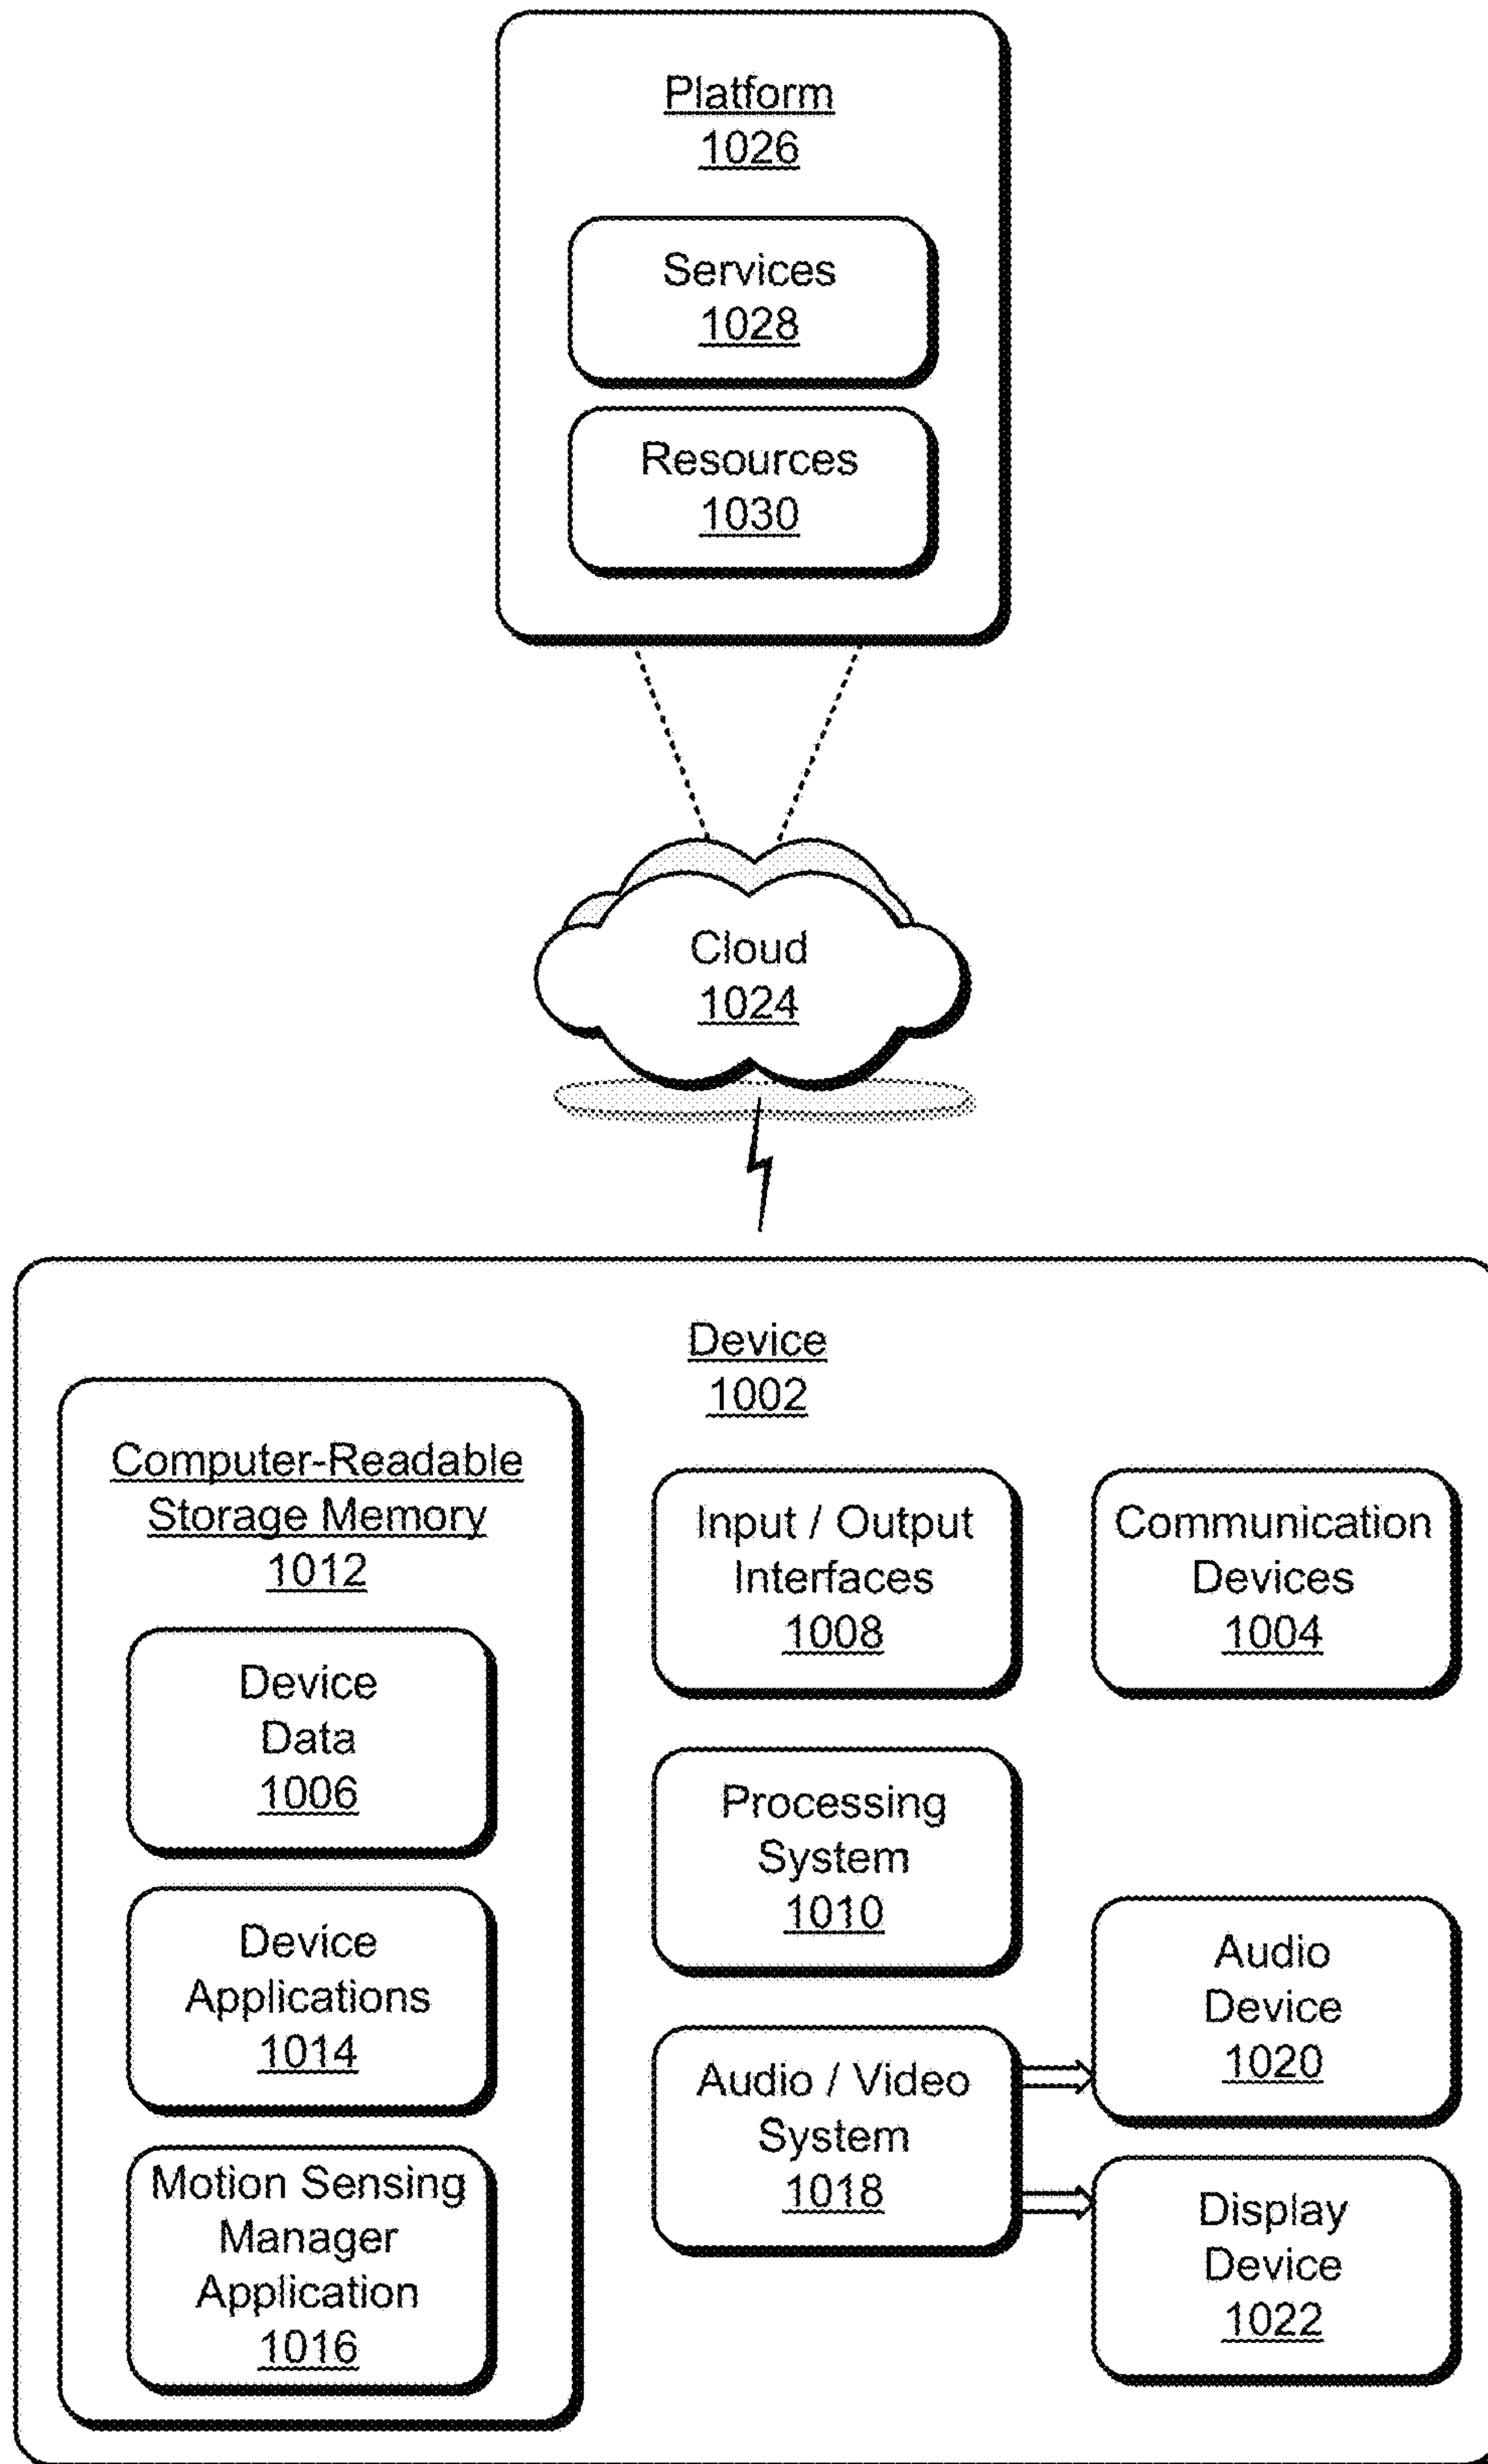 Platform
1026
Services
1028
Resources
1030
Cloud
1024
Device
1002
Computer-Readable
Storage Memory
1012
Device
Data
1006
Device
Applications
1014
Motion Sensing
Manager
Application
1016
Input / Output
Interfaces
1008
Processing
System
1010
Audio / Video
System
1018
Communication
Devices
1004
Audio
Device
1020
Display
Device
1022